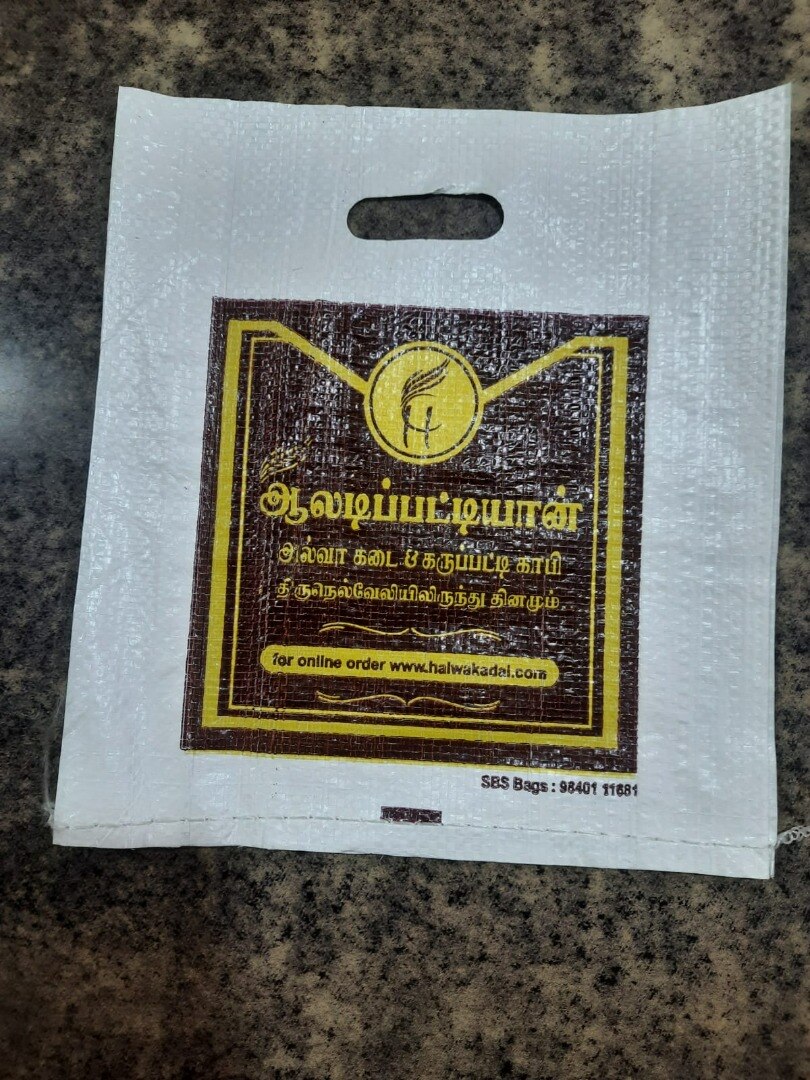 ஆலடிப்பட்டியான்
அல்வா கடை & கருப்பட்டி காபி
திருநெல்வேலியிலிருந்து தினமும்
for online order www.halwakadai.com
SBS Bags : 98401 11681